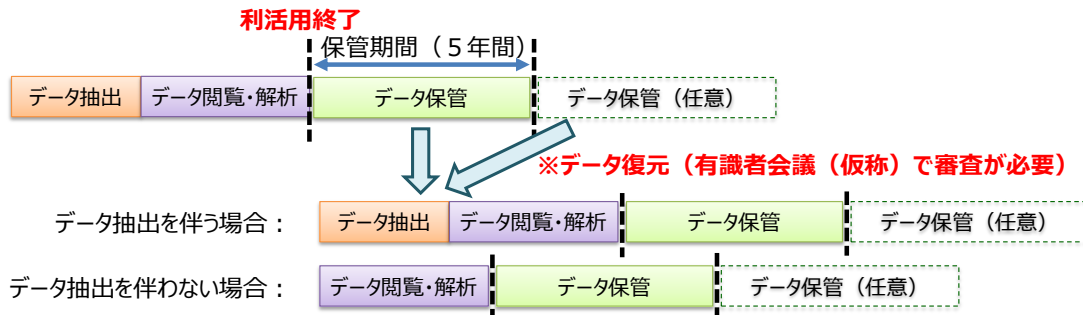 利活用終了
保管期間（５年間）
データ抽出 データ閲覧・解析 データ保管 データ保管（任意）
※データ復元（有識者会議（仮称）で審査が必要）
データ抽出を伴う場合： データ抽出 データ閲覧・解析 データ保管 データ保管（任意）
データ抽出を伴わない場合： データ閲覧・解析 データ保管 データ保管（任意）